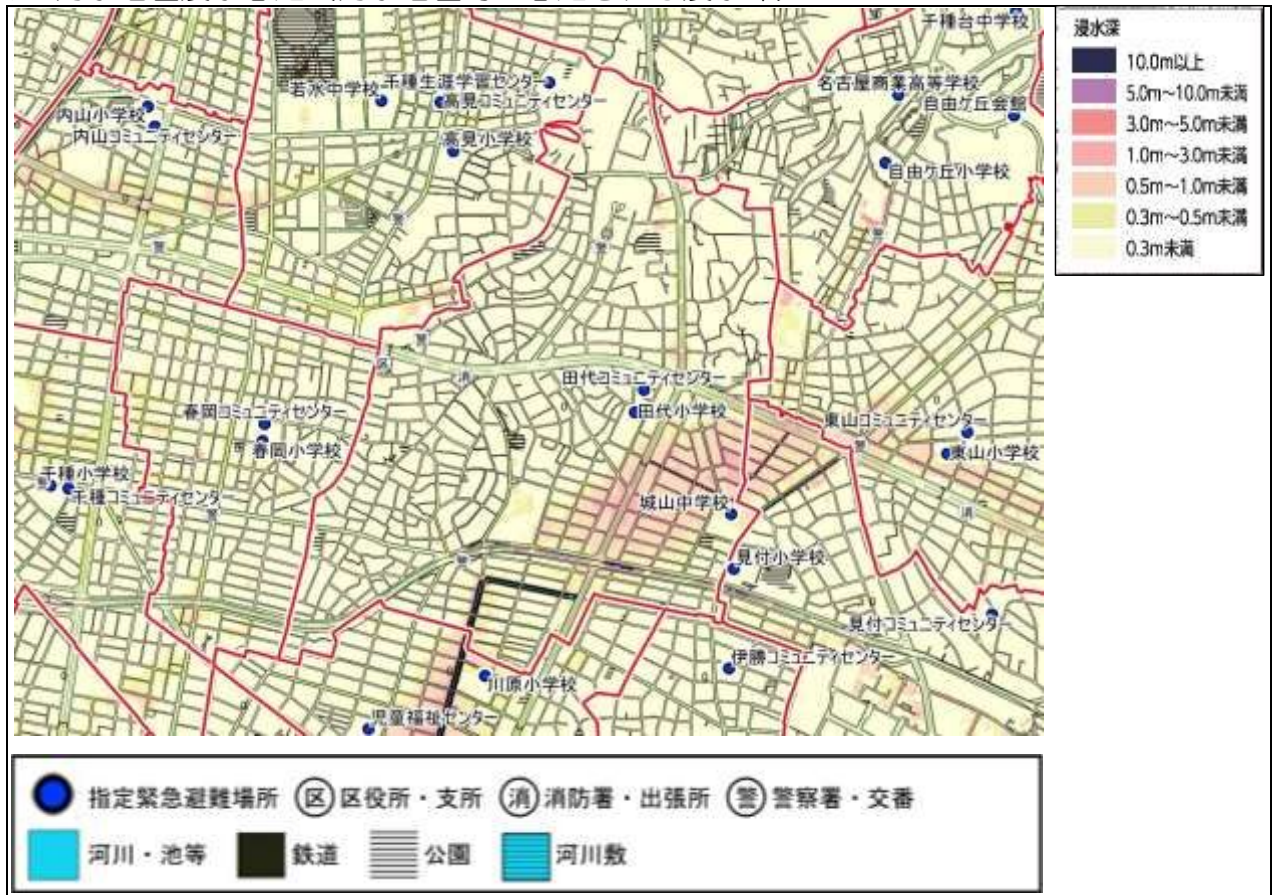 千種台中学校
若水中学校
千種生涯学習センター
高見コミュニティセンター
名古屋商業高等学校
自由ケ丘会館
内山小学校
内山コミュニティセンター
高見小学校
自由ケ丘小学校
警
警
警
警
区
警
消
田代コミュニティセンター
田代小学校
春岡コミュニティセンター
春岡小学校
東山コミュニティセンター
警
東山小学校
千種小学校
千種コミュニティセンター
警
城山中学校
消
警
見付小学校
見付コミュニティセンター
伊勝コミュニティセンター
川原小学校
児童福祉センター
浸水深
10.0m以上
5.0m〜10.0m未満
3.0m〜5.0m未満
1.0m〜3.0m未満
0.5m〜1.0m未満
0.3m〜0.5m未満
0.3m未満
指定緊急避難場所 区 区役所・支所 消 消防署・出張所 警 警察署・交番
河川・池等 鉄道 公園 河川敷